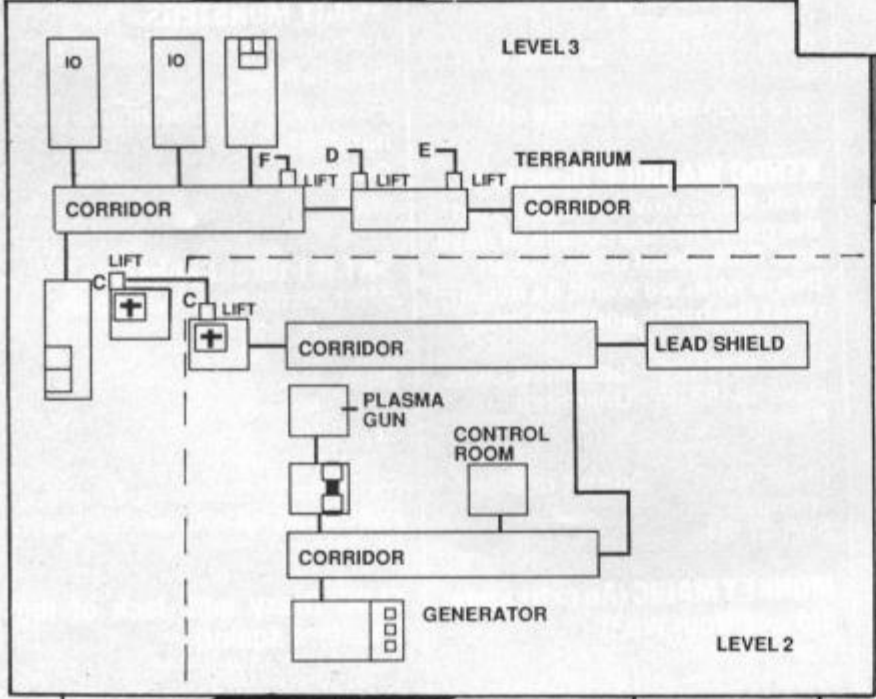 LEVEL 3
IO
IO
F
D
E
TERRARIUM
LIFT
LIFT
LIFT
CORRIDOR
CORRIDOR
LIFT
C
C
LIFT
CORRIDOR
LEAD SHIELD
PLASMA
GUN
CONTROL
ROOM
CORRIDOR
GENERATOR
LEVEL 2